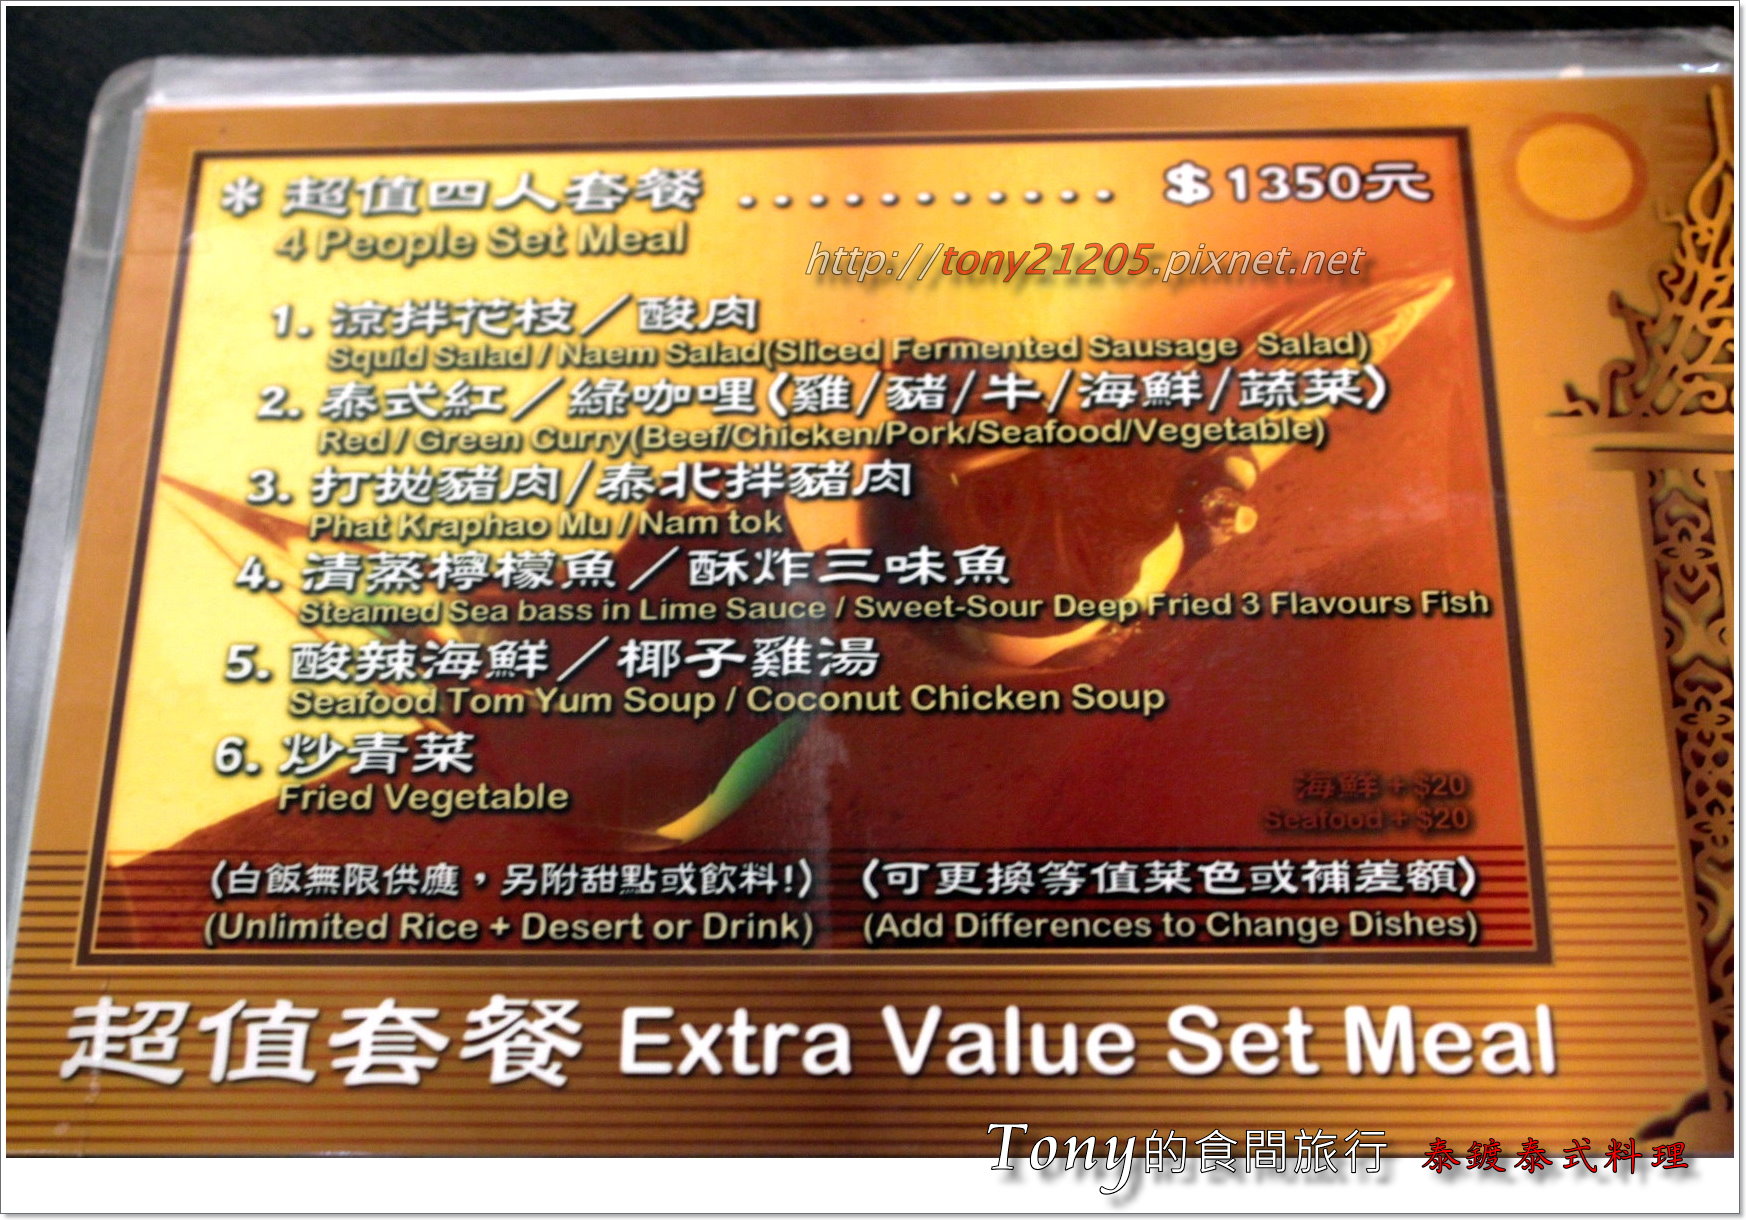 * 超值四人套餐 ........... $1350元
4 People Set Meal
http://tony21205.pixnet.net
1. 涼拌花枝／酸肉
Squid Salad / Naem Salad(Sliced Fermented Sausage Salad)
2. 泰式紅／綠咖哩(雞/豬/牛/海鮮/蔬菜)
Red / Green Curry(Beef/Chicken/Pork/Seafood/Vegetable)
3. 打拋豬肉/泰北拌豬肉
Phat Kraphao Mu / Nam tok
4. 清蒸檸檬魚／酥炸三味魚
Steamed Sea bass in Lime Sauce / Sweet-Sour Deep Fried 3 Flavours Fish
5. 酸辣海鮮／椰子雞湯
Seafood Tom Yum Soup / Coconut Chicken Soup
6. 炒青菜
Fried Vegetable
海鮮 + $20
Seafood + $20
(白飯無限供應，另附甜點或飲料!) (可更換等值菜色或補差額)
(Unlimited Rice + Desert or Drink) (Add Differences to Change Dishes)
超值套餐 Extra Value Set Meal
Tony的食間旅行 泰鍍泰式料理